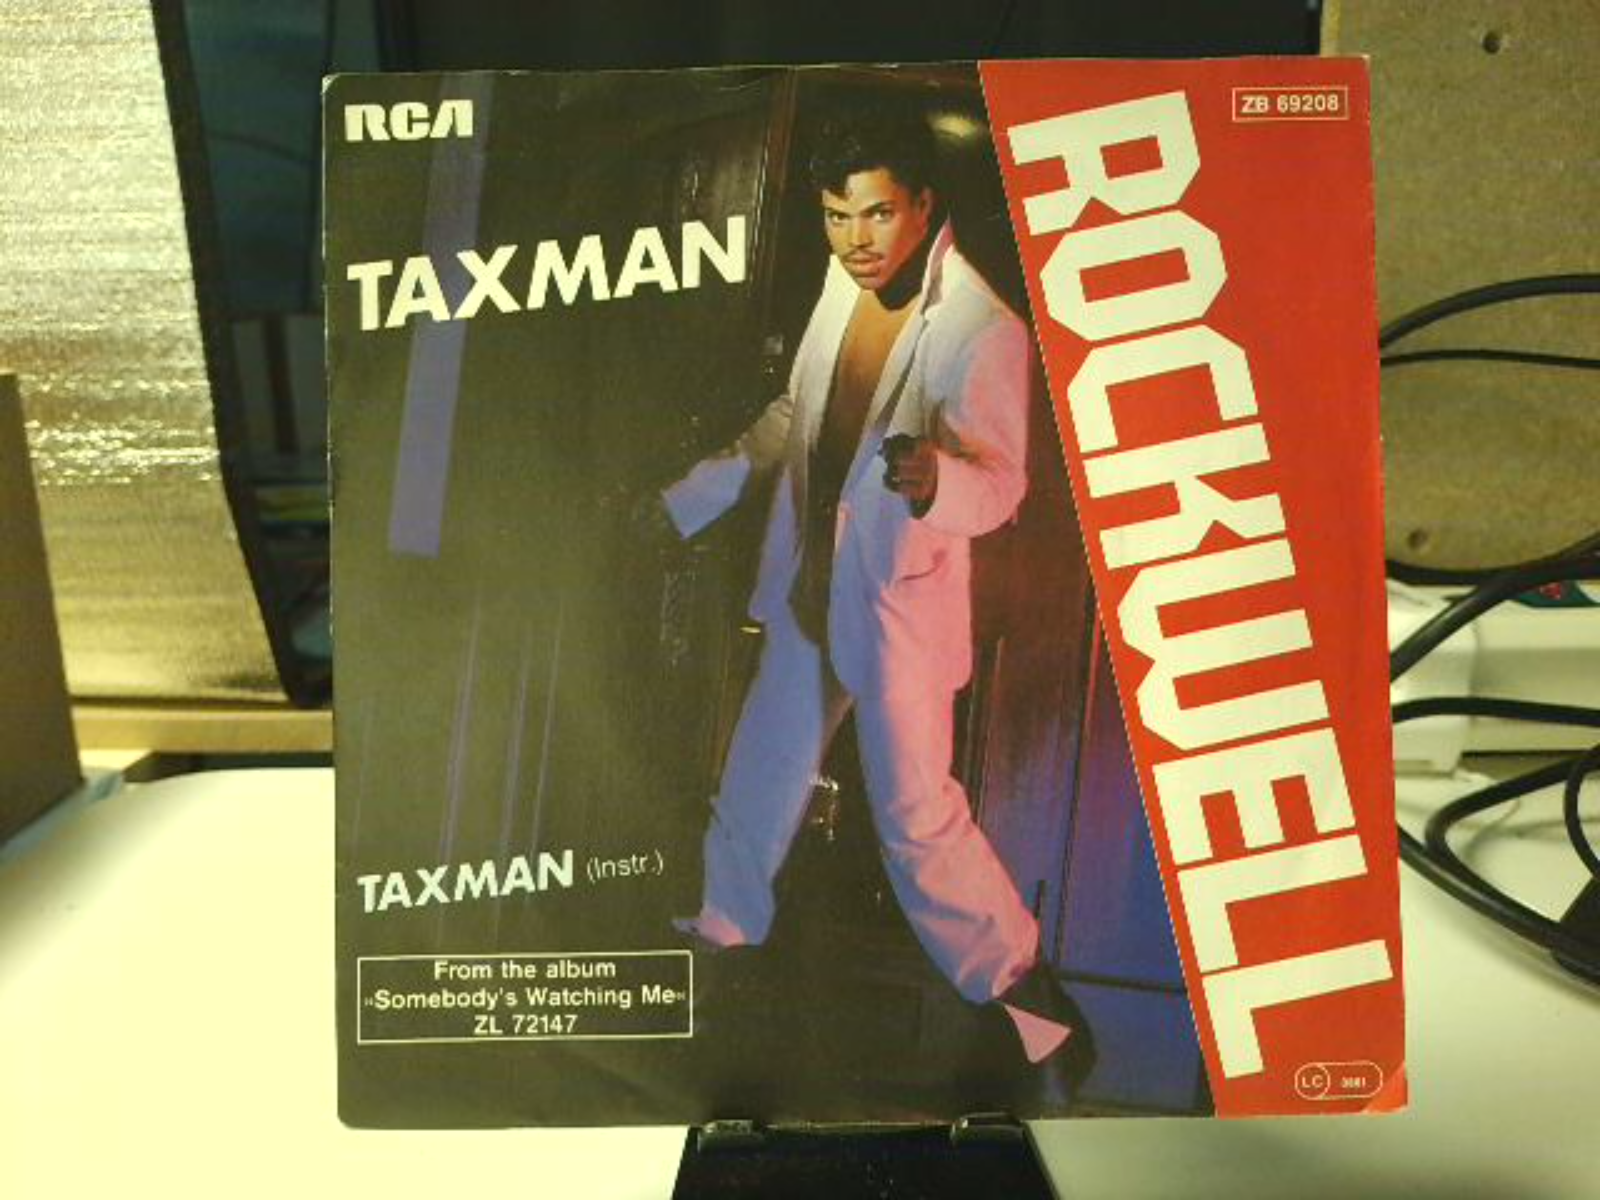 RCA
ZB 69208
TAXMAN
ROCKWELL
TAXMAN (Instr.)
From the album
»Somebody's Watching Me«
ZL 72147
LC